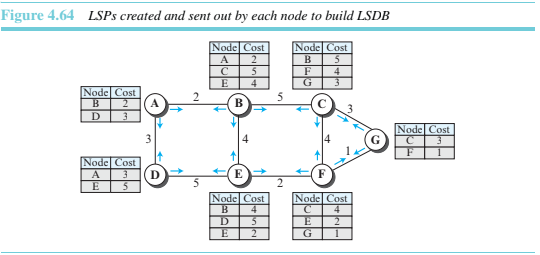 Figure 4.64 LSPs created and sent out by each node to build LSDB
Node Cost
A 2
C 5
E 4
Node Cost
B 5
F 4
G 3
Node Cost
B 2
D 3
A
2
B
5
C
3
3
4
4
1
G
Node Cost
C 3
F 1
Node Cost
A 3
E 5
D
5
E
2
F
Node Cost
B 4
D 5
E 2
Node Cost
C 4
E 2
G 1